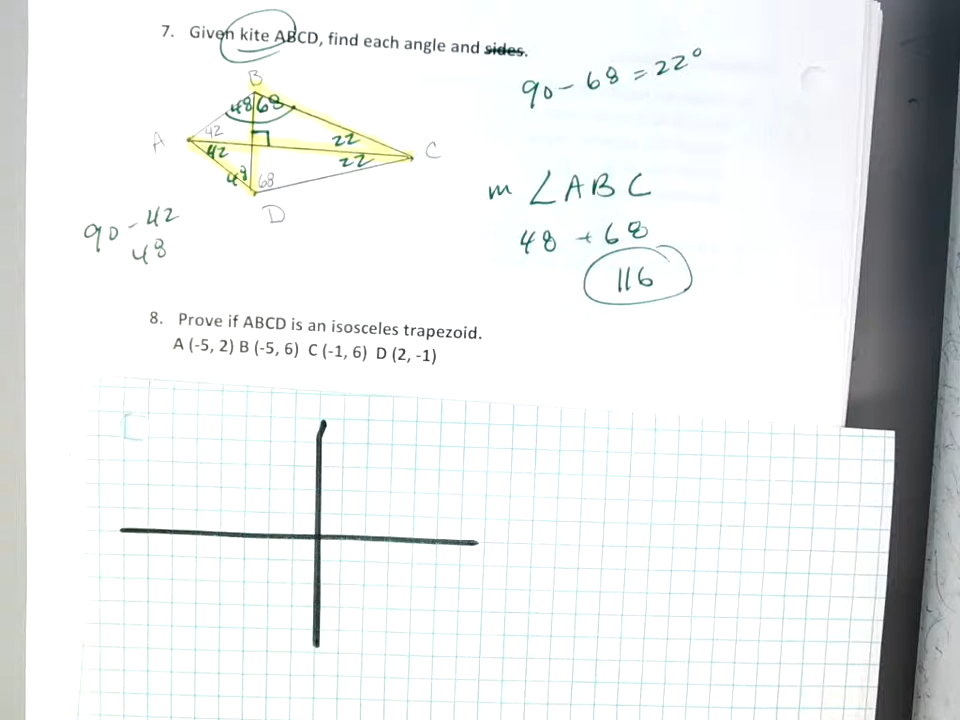 7. Given kite ABCD, find each angle and sides.
90 - 68 = 22°
B
48 68
A
42
22
C
42
22
48
68
D
m ∠ABC
90 - 42
48
48 + 68
116
8. Prove if ABCD is an isosceles trapezoid.
A (-5, 2) B (-5, 6) C (-1, 6) D (2, -1)